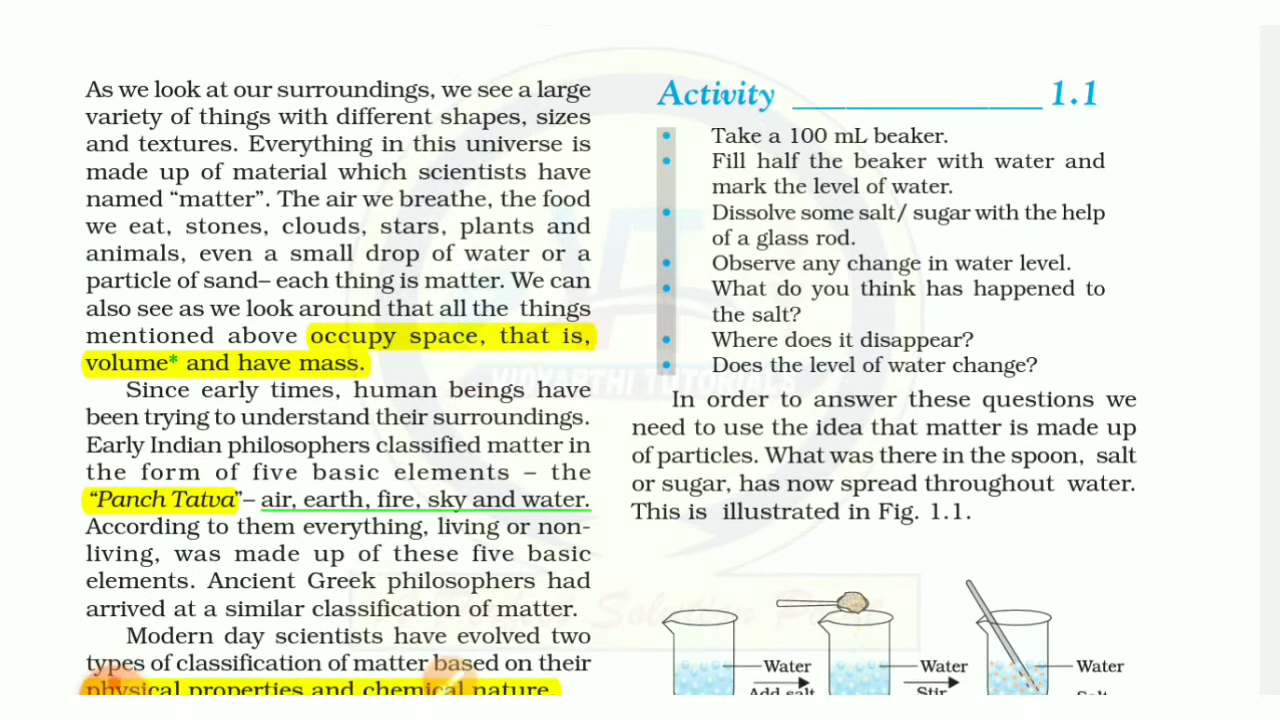 As we look at our surroundings, we see a large
variety of things with different shapes, sizes
and textures. Everything in this universe is
made up of material which scientists have
named “matter”. The air we breathe, the food
we eat, stones, clouds, stars, plants and
animals, even a small drop of water or a
particle of sand– each thing is matter. We can
also see as we look around that all the things
mentioned above occupy space, that is,
volume* and have mass.
Since early times, human beings have
been trying to understand their surroundings.
Early Indian philosophers classified matter in
the form of five basic elements – the
“Panch Tatva”– air, earth, fire, sky and water.
According to them everything, living or non-
living, was made up of these five basic
elements. Ancient Greek philosophers had
arrived at a similar classification of matter.
Modern day scientists have evolved two
types of classification of matter based on their
physical properties and chemical nature.
Activity ________________ 1.1
• Take a 100 mL beaker.
• Fill half the beaker with water and
mark the level of water.
• Dissolve some salt/ sugar with the help
of a glass rod.
• Observe any change in water level.
• What do you think has happened to
the salt?
• Where does it disappear?
• Does the level of water change?
VIDYARTHI TUTORIALS
In order to answer these questions we
need to use the idea that matter is made up
of particles. What was there in the spoon, salt
or sugar, has now spread throughout water.
This is illustrated in Fig. 1.1.
A Perfect Solution
Water Water Water
Add salt Stir Salt